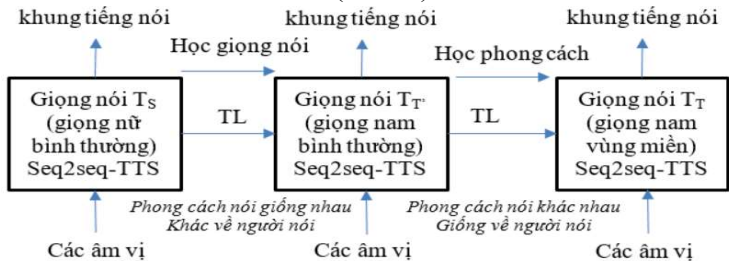 khung tiếng nói
khung tiếng nói
khung tiếng nói
Học giọng nói
Học phong cách
Giọng nói T_S
(giọng nữ
bình thường)
Seq2seq-TTS
TL
Giọng nói T_T'
(giọng nam
bình thường)
Seq2seq-TTS
TL
Giọng nói T_T
(giọng nam
vùng miền)
Seq2seq-TTS
Phong cách nói giống nhau
Khác về người nói
Phong cách nói khác nhau
Giống về người nói
Các âm vị
Các âm vị
Các âm vị